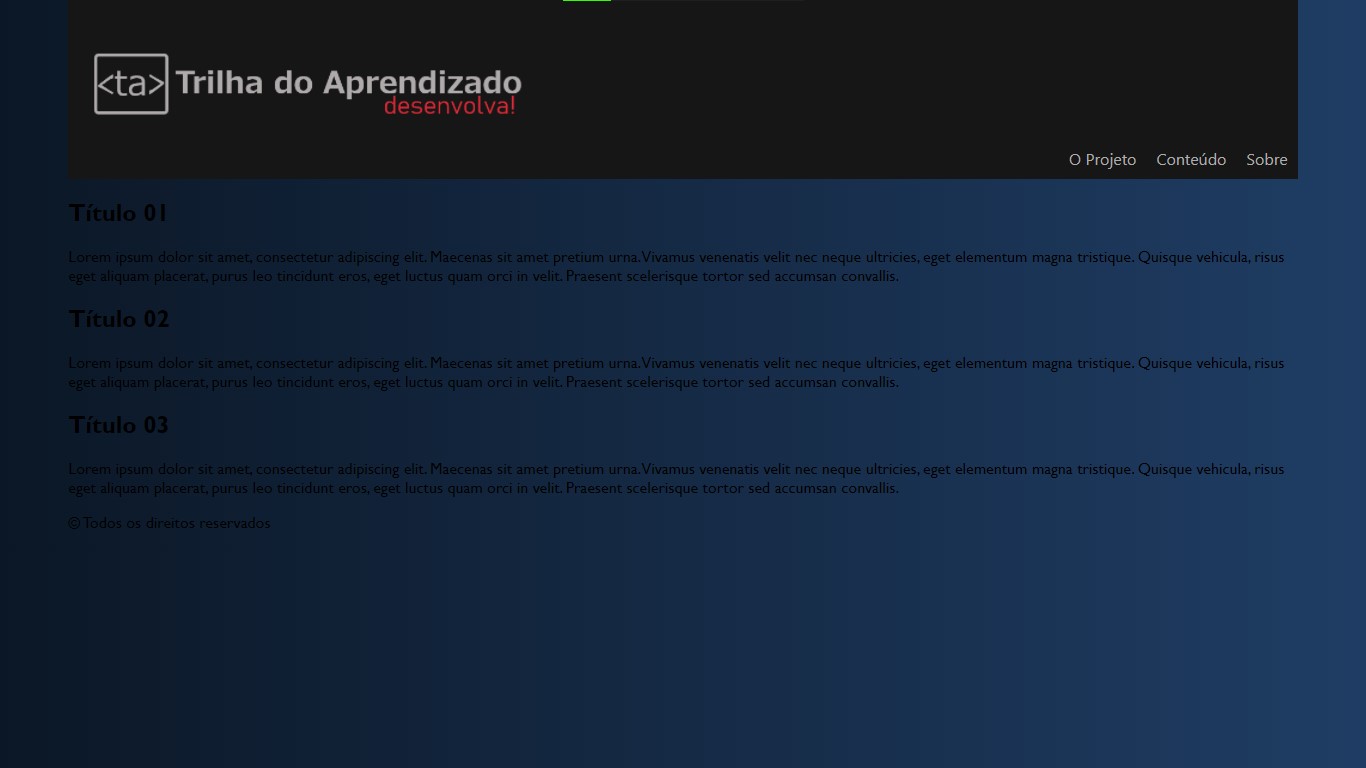 <ta> Trilha do Aprendizado
desenvolva!
O Projeto Conteúdo Sobre
Título 01
Lorem ipsum dolor sit amet, consectetur adipiscing elit. Maecenas sit amet pretium urna. Vivamus venenatis velit nec neque ultricies, eget elementum magna tristique. Quisque vehicula, risus
eget aliquam placerat, purus leo tincidunt eros, eget luctus quam orci in velit. Praesent scelerisque tortor sed accumsan convallis.
Título 02
Lorem ipsum dolor sit amet, consectetur adipiscing elit. Maecenas sit amet pretium urna. Vivamus venenatis velit nec neque ultricies, eget elementum magna tristique. Quisque vehicula, risus
eget aliquam placerat, purus leo tincidunt eros, eget luctus quam orci in velit. Praesent scelerisque tortor sed accumsan convallis.
Título 03
Lorem ipsum dolor sit amet, consectetur adipiscing elit. Maecenas sit amet pretium urna. Vivamus venenatis velit nec neque ultricies, eget elementum magna tristique. Quisque vehicula, risus
eget aliquam placerat, purus leo tincidunt eros, eget luctus quam orci in velit. Praesent scelerisque tortor sed accumsan convallis.
© Todos os direitos reservados